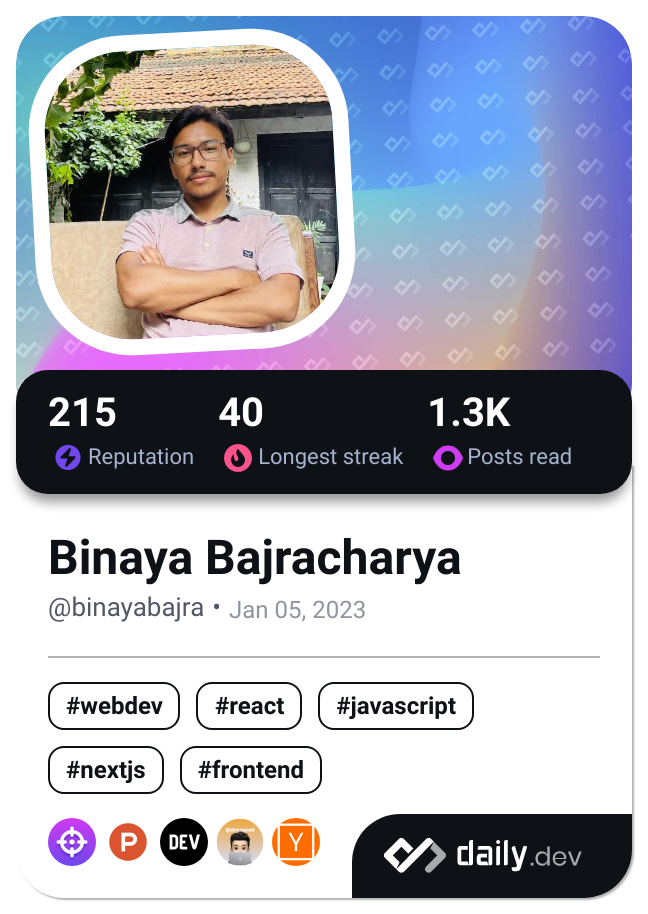 215 40 1.3K
Reputation Longest streak Posts read
Binaya Bajracharya
@binayabajra • Jan 05, 2023
#webdev #react #javascript
#nextjs #frontend
P DEV Y
daily.dev